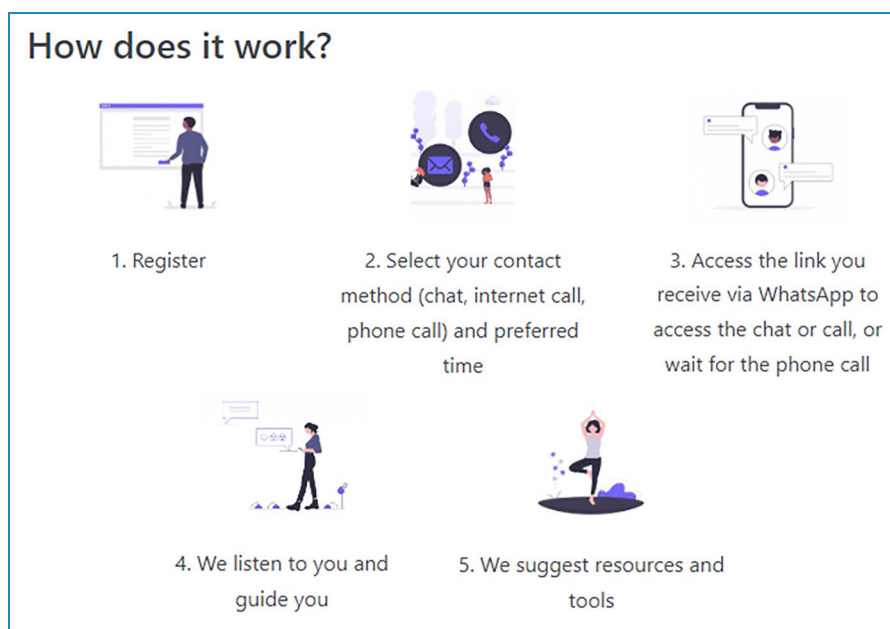 How does it work?
1. Register
2. Select your contact
method (chat, internet call,
phone call) and preferred
time
3. Access the link you
receive via WhatsApp to
access the chat or call, or
wait for the phone call
4. We listen to you and
guide you
5. We suggest resources and
tools